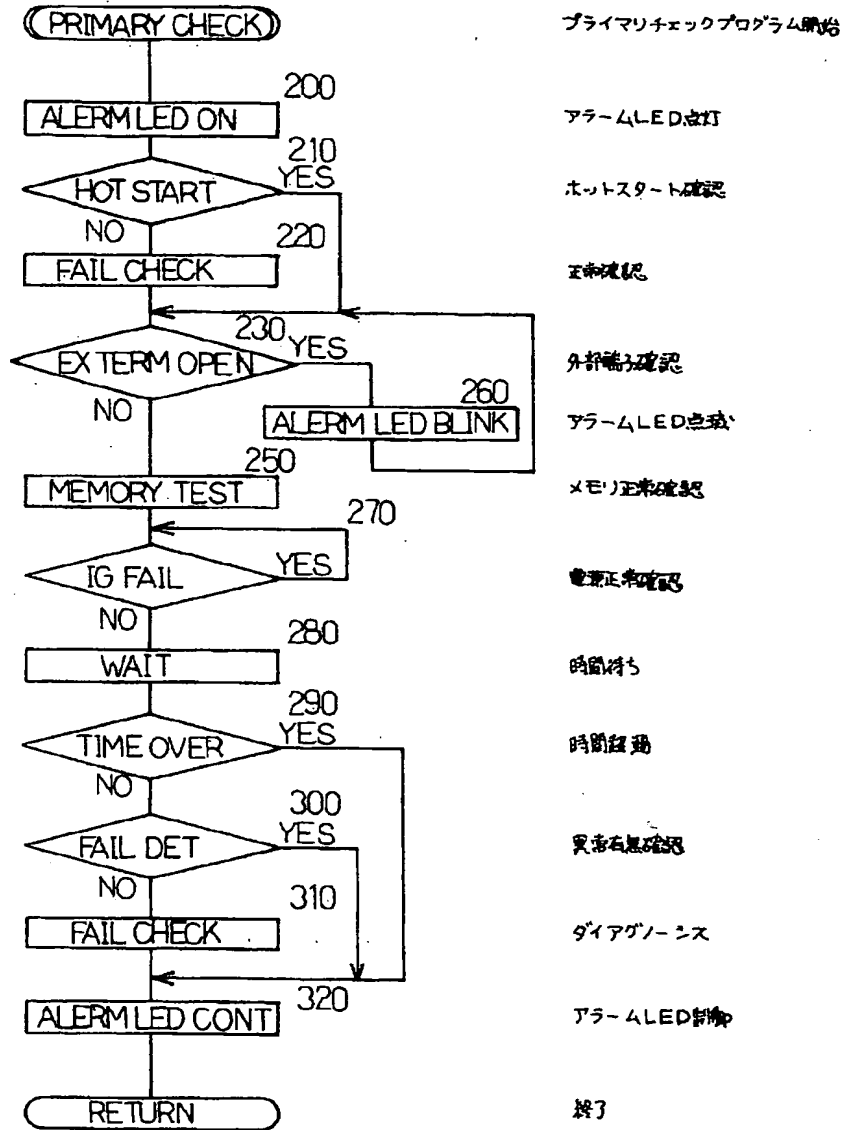 PRIMARY CHECK プライマリチェックプログラム開始
200
ALERM LED ON アラームLED点灯
210
HOT START YES ホットスタート確認
NO 220
FAIL CHECK 正常確認
230
EX TERM OPEN YES 外部端子確認
NO 260
ALERM LED BLINK アラームLED点滅
250
MEMORY TEST メモリ正常確認
270
IG FAIL YES 電源正常確認
NO
280
WAIT 時間待ち
290
TIME OVER YES 時間超過
NO
300
FAIL DET YES 異常有無確認
NO
310
FAIL CHECK ダイアグノーシス
320
ALERM LED CONT アラームLED制御
RETURN 終了